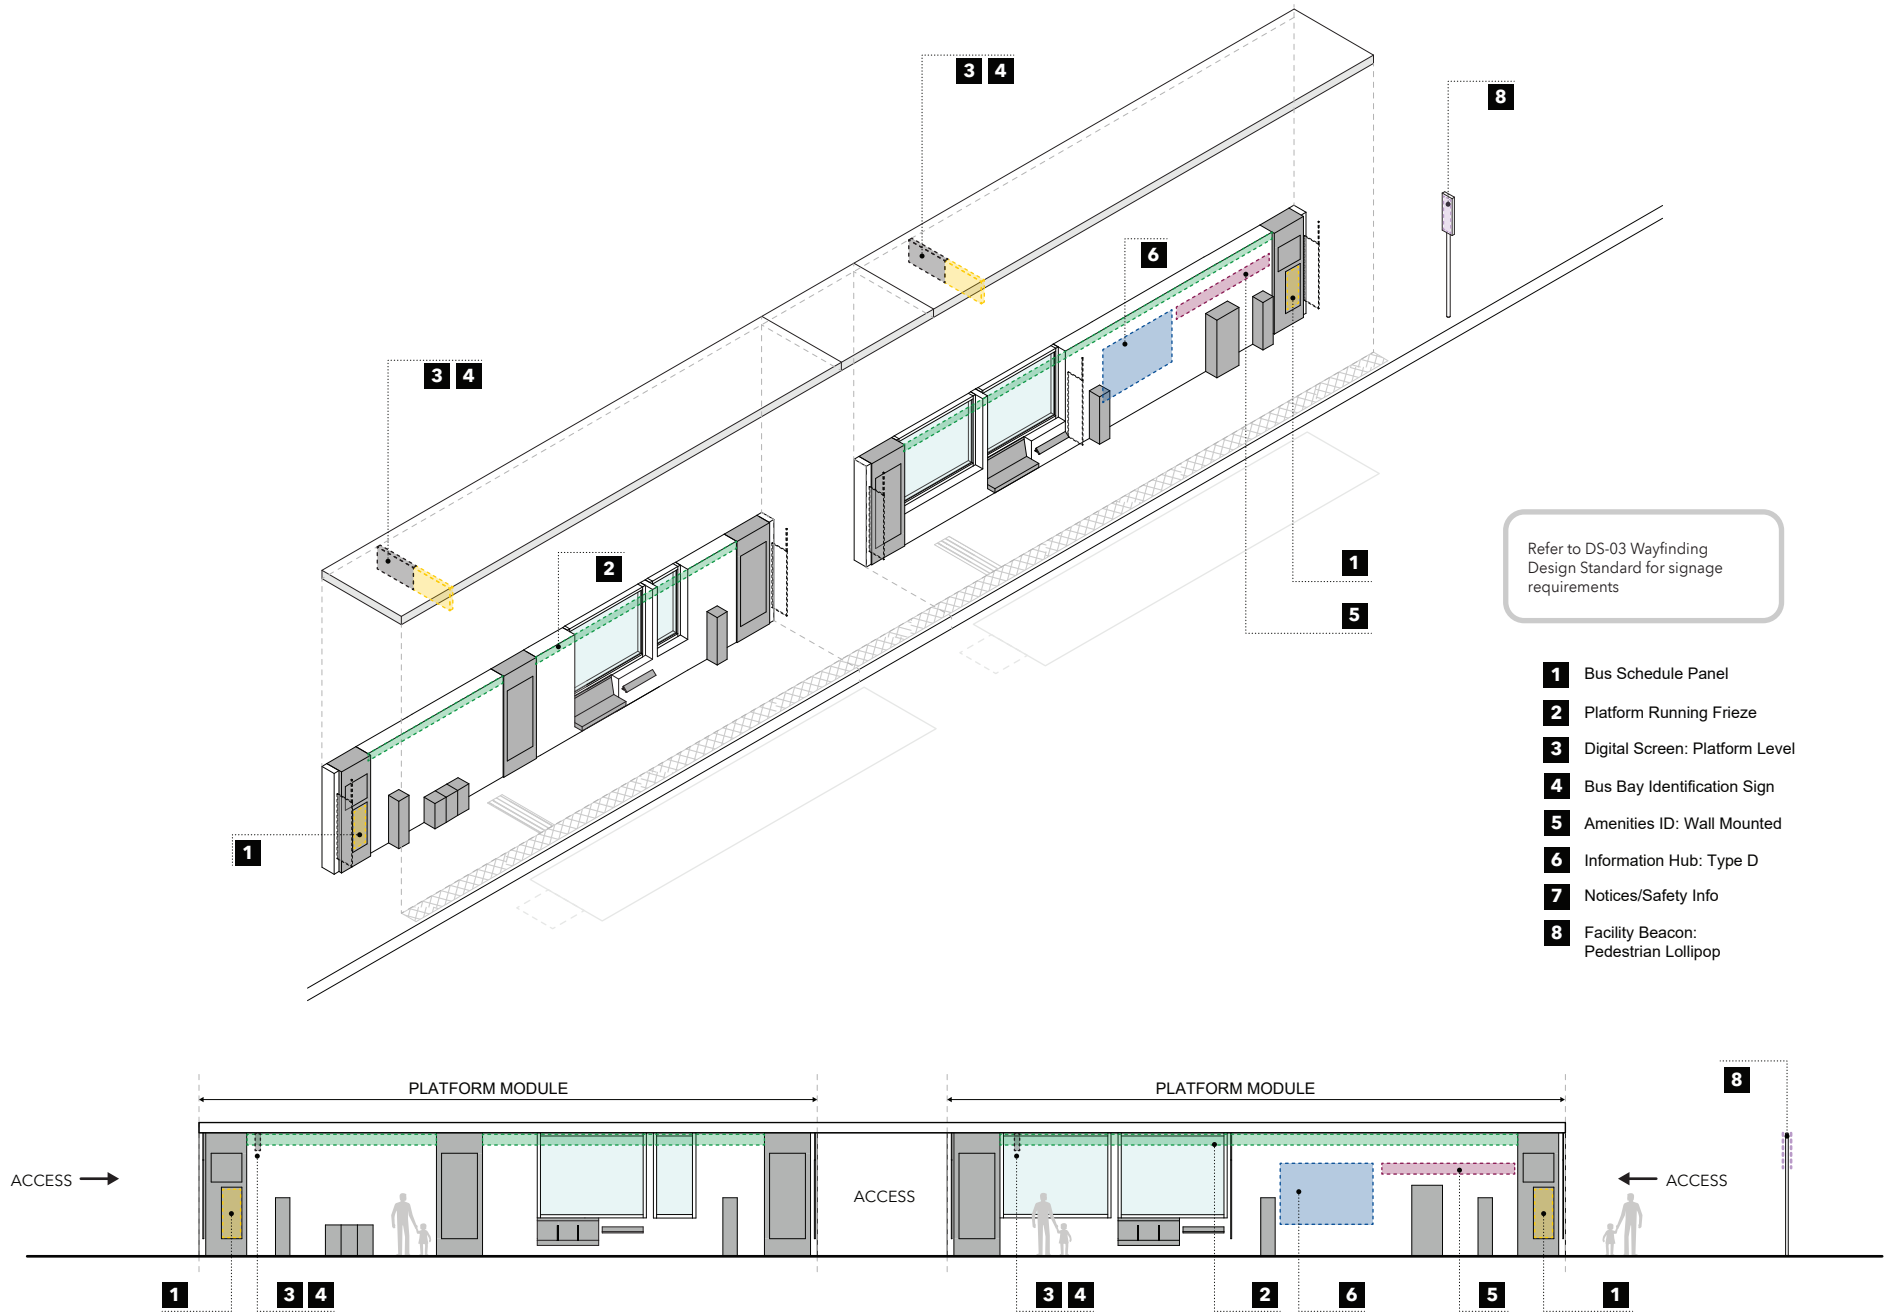 3 4
8
6
3 4
2
1
5
1
Refer to DS-03 Wayfinding
Design Standard for signage
requirements
1 Bus Schedule Panel
2 Platform Running Frieze
3 Digital Screen: Platform Level
4 Bus Bay Identification Sign
5 Amenities ID: Wall Mounted
6 Information Hub: Type D
7 Notices/Safety Info
8 Facility Beacon:
Pedestrian Lollipop
PLATFORM MODULE
PLATFORM MODULE
8
ACCESS
ACCESS
ACCESS
1
3 4
3 4
2
6
5
1